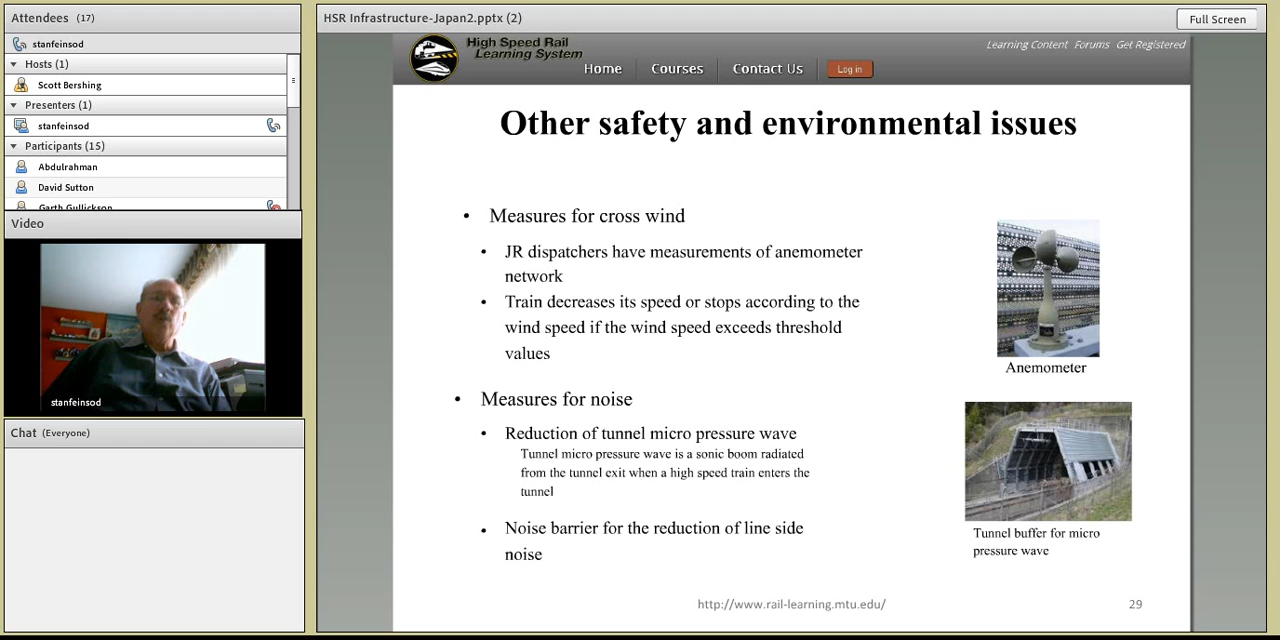 Attendees (17)
stanfeinsod
Hosts (1)
Scott Bershing
Presenters (1)
stanfeinsod
Participants (15)
Abdulrahman
David Sutton
Garth Gullickson
Video
stanfeinsod
Chat (Everyone)
HSR Infrastructure-Japan2.pptx (2)
Full Screen
High Speed Rail
Learning System
Learning Content Forums Get Registered
Home Courses Contact Us Log in
Other safety and environmental issues
• Measures for cross wind
• JR dispatchers have measurements of anemometer
network
• Train decreases its speed or stops according to the
wind speed if the wind speed exceeds threshold
values
Anemometer
• Measures for noise
• Reduction of tunnel micro pressure wave
Tunnel micro pressure wave is a sonic boom radiated
from the tunnel exit when a high speed train enters the
tunnel
• Noise barrier for the reduction of line side
noise
Tunnel buffer for micro
pressure wave
http://www.rail-learning.mtu.edu/
29